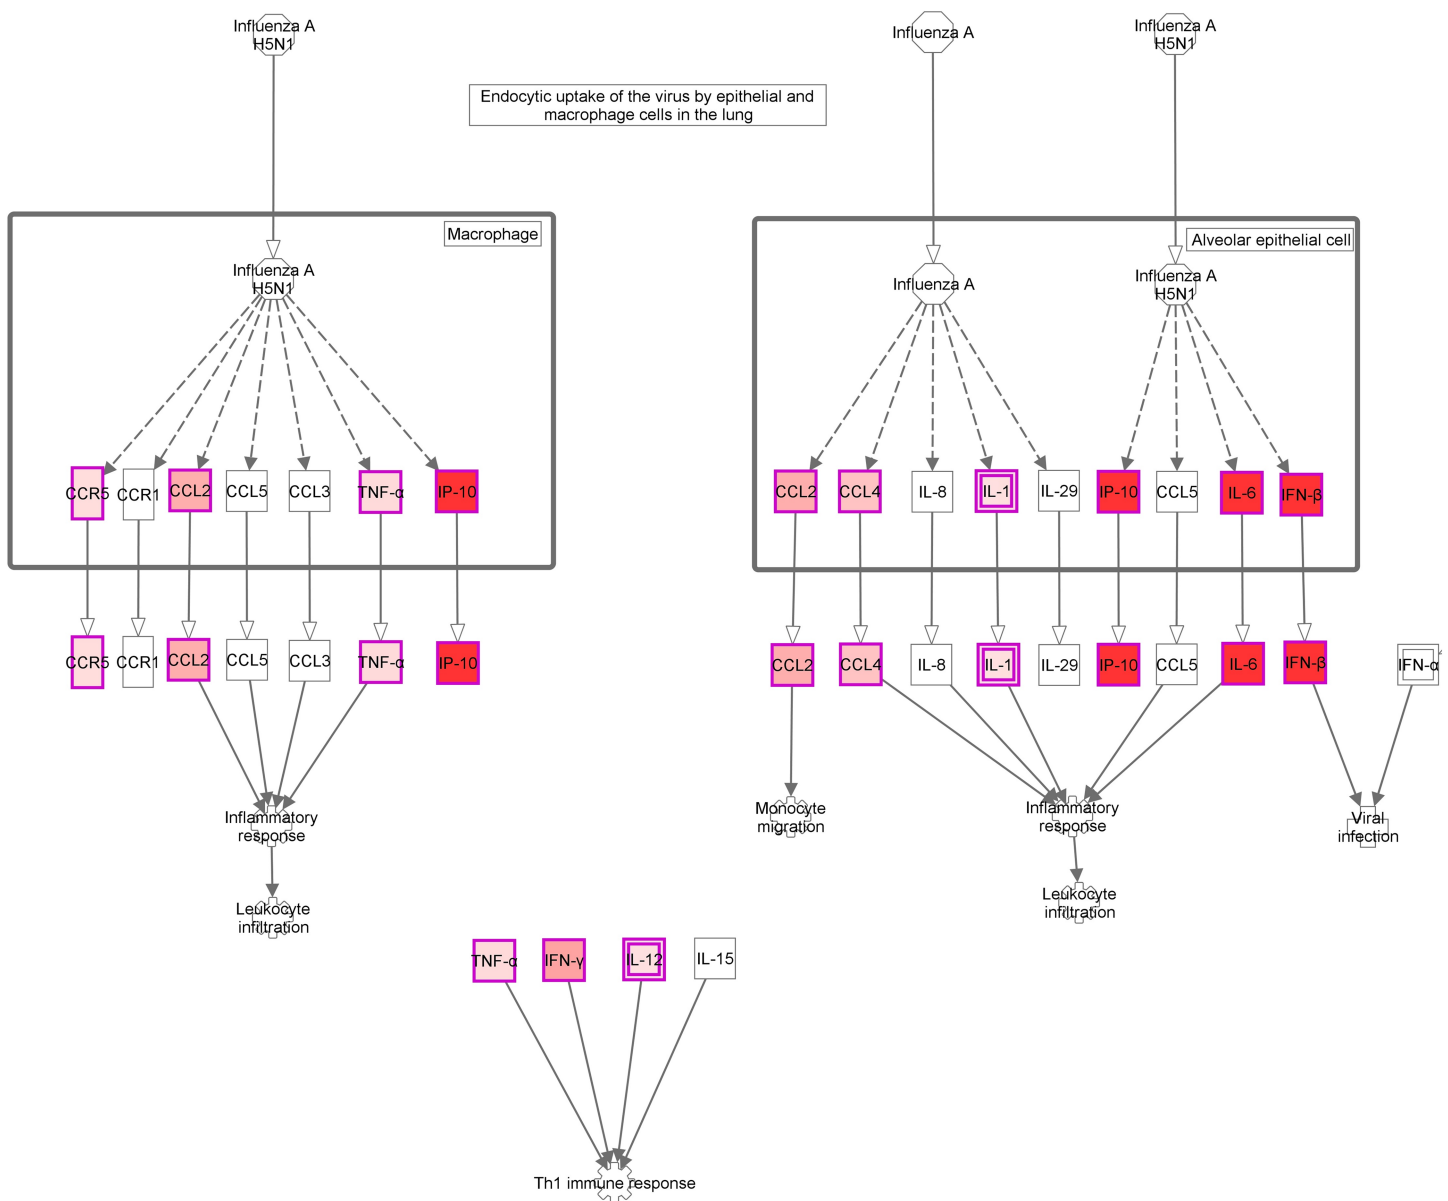 Influenza A
H5N1
Influenza A
Influenza A
H5N1
Endocytic uptake of the virus by epithelial and
macrophage cells in the lung
Macrophage
Alveolar epithelial cell
Influenza A
H5N1
Influenza A
Influenza A
H5N1
CCR5
CCR1
CCL2
CCL5
CCL3
TNF-α
IP-10
CCL2
CCL4
IL-8
IL-1
IL-29
IP-10
CCL5
IL-6
IFN-β
CCR5
CCR1
CCL2
CCL5
CCL3
TNF-α
IP-10
CCL2
CCL4
IL-8
IL-1
IL-29
IP-10
CCL5
IL-6
IFN-β
IFN-α
Inflammatory
response
Monocyte
migration
Inflammatory
response
Viral
infection
Leukocyte
infiltration
Leukocyte
infiltration
TNF-α
IFN-γ
IL-12
IL-15
Th1 immune response